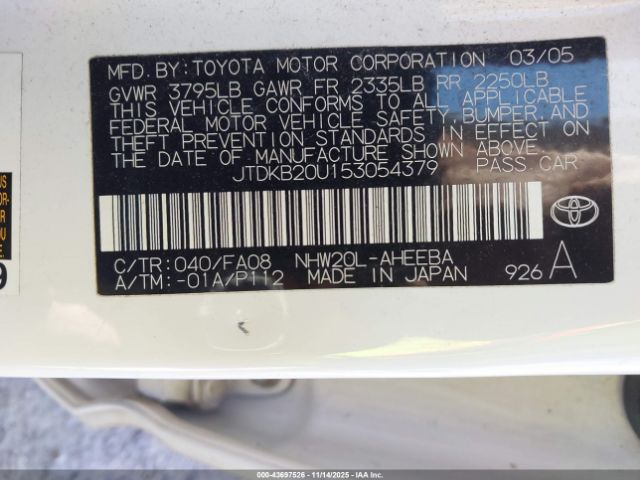 MFD.BY:TOYOTA MOTOR CORPORATION 03/05
GVWR 3795LB GAWR FR 2335LB RR 2250LB
THIS VEHICLE CONFORMS TO ALL APPLICABLE
FEDERAL MOTOR VEHICLE SAFETY,BUMPER,AND
THEFT PREVENTION STANDARDS IN EFFECT ON
THE DATE OF MANUFACTURE SHOWN ABOVE.
JTDKB20U153054379 PASS CAR
C/TR:040/FA08 NHW20L-AHEEBA
A/TM:-01A/P112 MADE IN JAPAN
926 A
TOYOTA
000-43697526 - 11/14/2025 - IAAI.COM